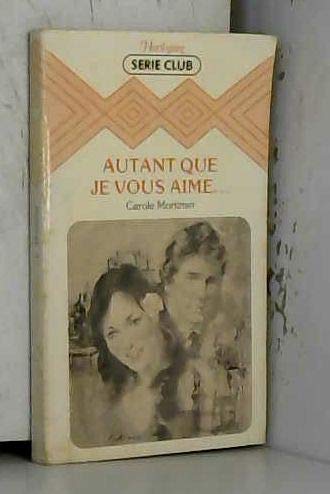 Harlequin
SERIE CLUB
AUTANT QUE
JE VOUS AIME...
Carole Mortimer